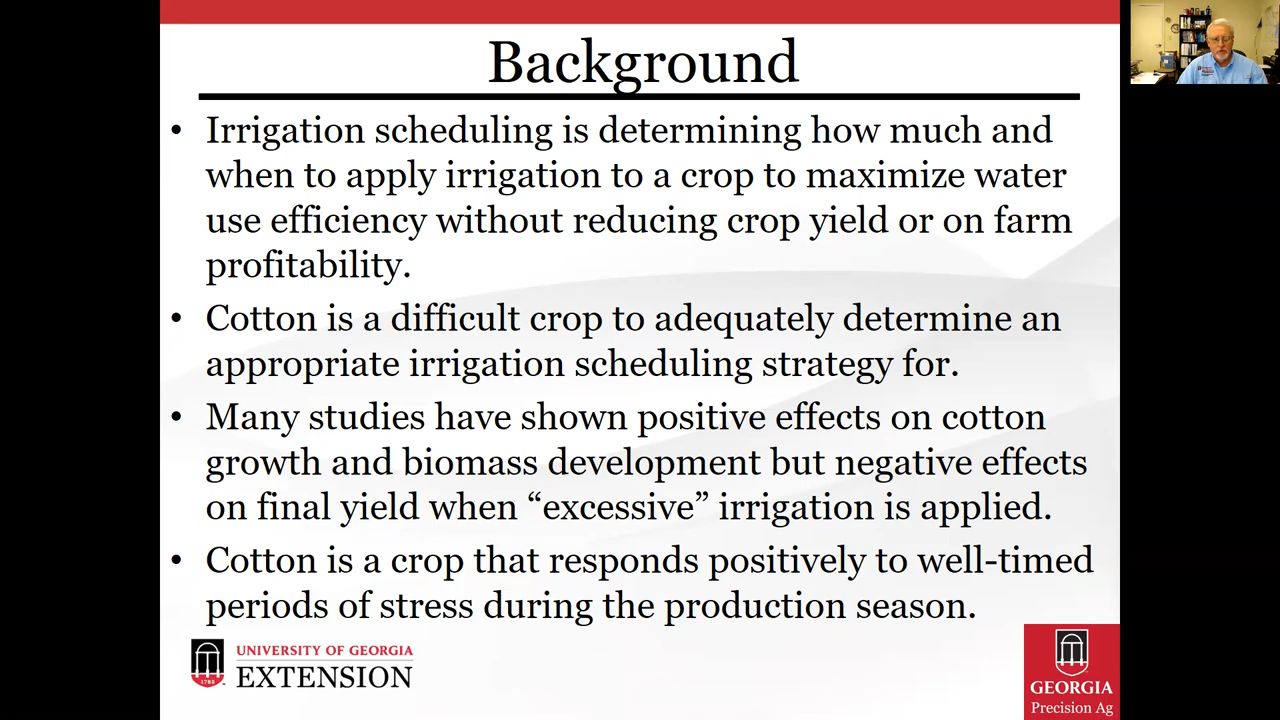 Background
• Irrigation scheduling is determining how much and
when to apply irrigation to a crop to maximize water
use efficiency without reducing crop yield or on farm
profitability.
• Cotton is a difficult crop to adequately determine an
appropriate irrigation scheduling strategy for.
• Many studies have shown positive effects on cotton
growth and biomass development but negative effects
on final yield when “excessive” irrigation is applied.
• Cotton is a crop that responds positively to well-timed
periods of stress during the production season.
1785
UNIVERSITY OF GEORGIA
EXTENSION
GEORGIA
Precision Ag